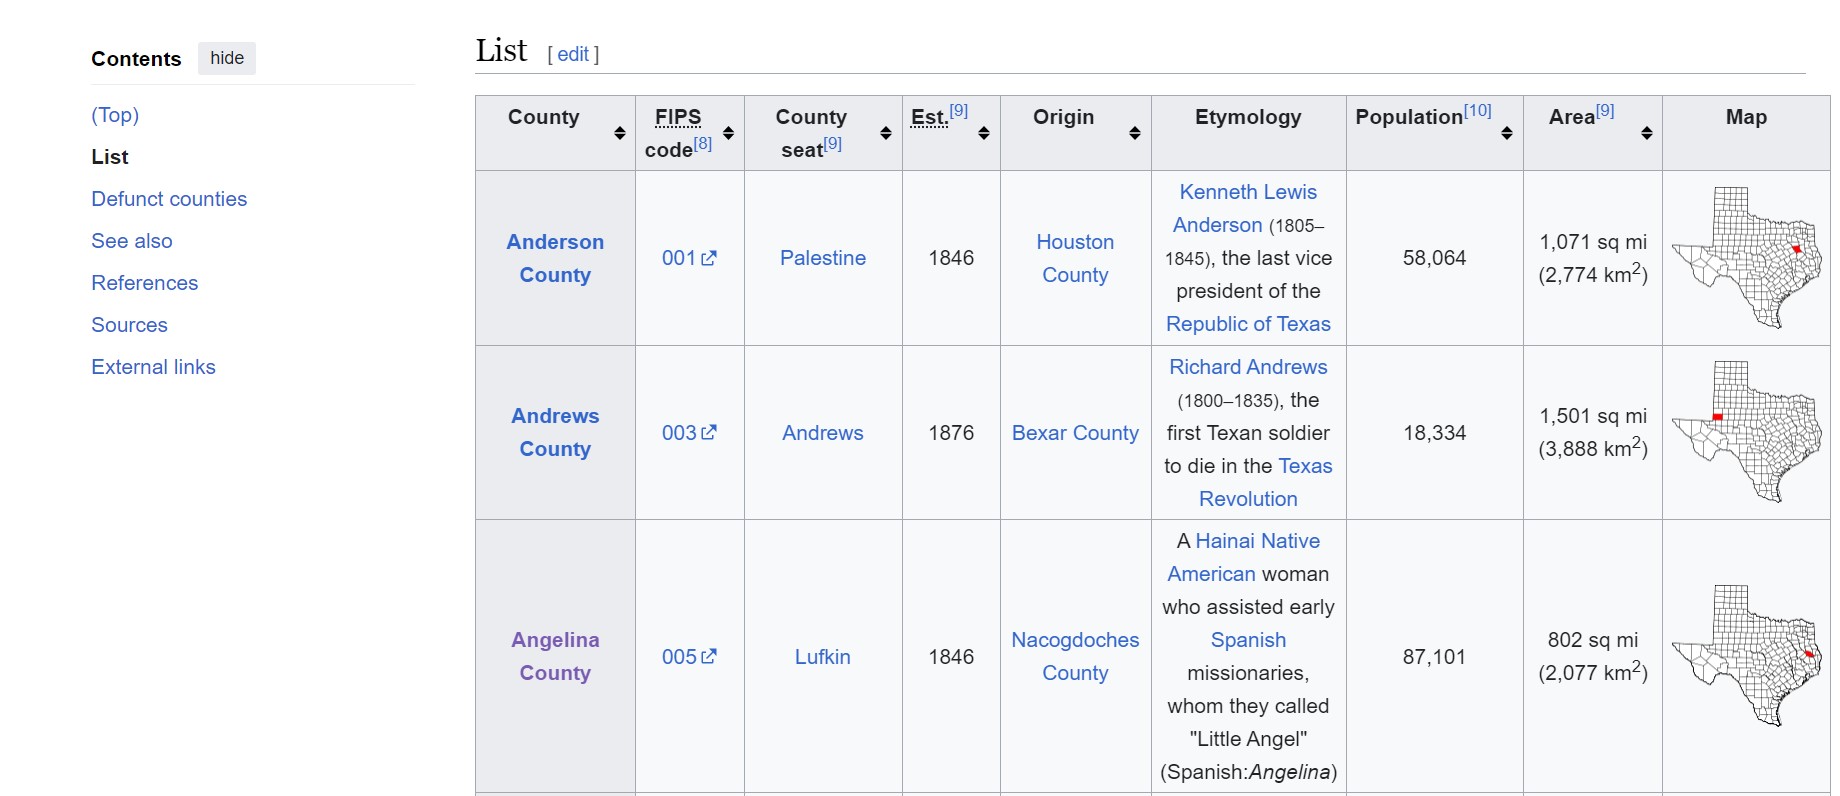 Contents hide
(Top)
List
Defunct counties
See also
References
Sources
External links
List [ edit ]
County
FIPS
code[8]
County
seat[9]
Est.[9]
Origin
Etymology
Population[10]
Area[9]
Map
Anderson
County
001
Palestine
1846
Houston
County
Kenneth Lewis
Anderson (1805–
1845), the last vice
president of the
Republic of Texas
58,064
1,071 sq mi
(2,774 km2)
Andrews
County
003
Andrews
1876
Bexar County
Richard Andrews
(1800–1835), the
first Texan soldier
to die in the Texas
Revolution
18,334
1,501 sq mi
(3,888 km2)
Angelina
County
005
Lufkin
1846
Nacogdoches
County
A Hainai Native
American woman
who assisted early
Spanish
missionaries,
whom they called
"Little Angel"
(Spanish:Angelina)
87,101
802 sq mi
(2,077 km2)